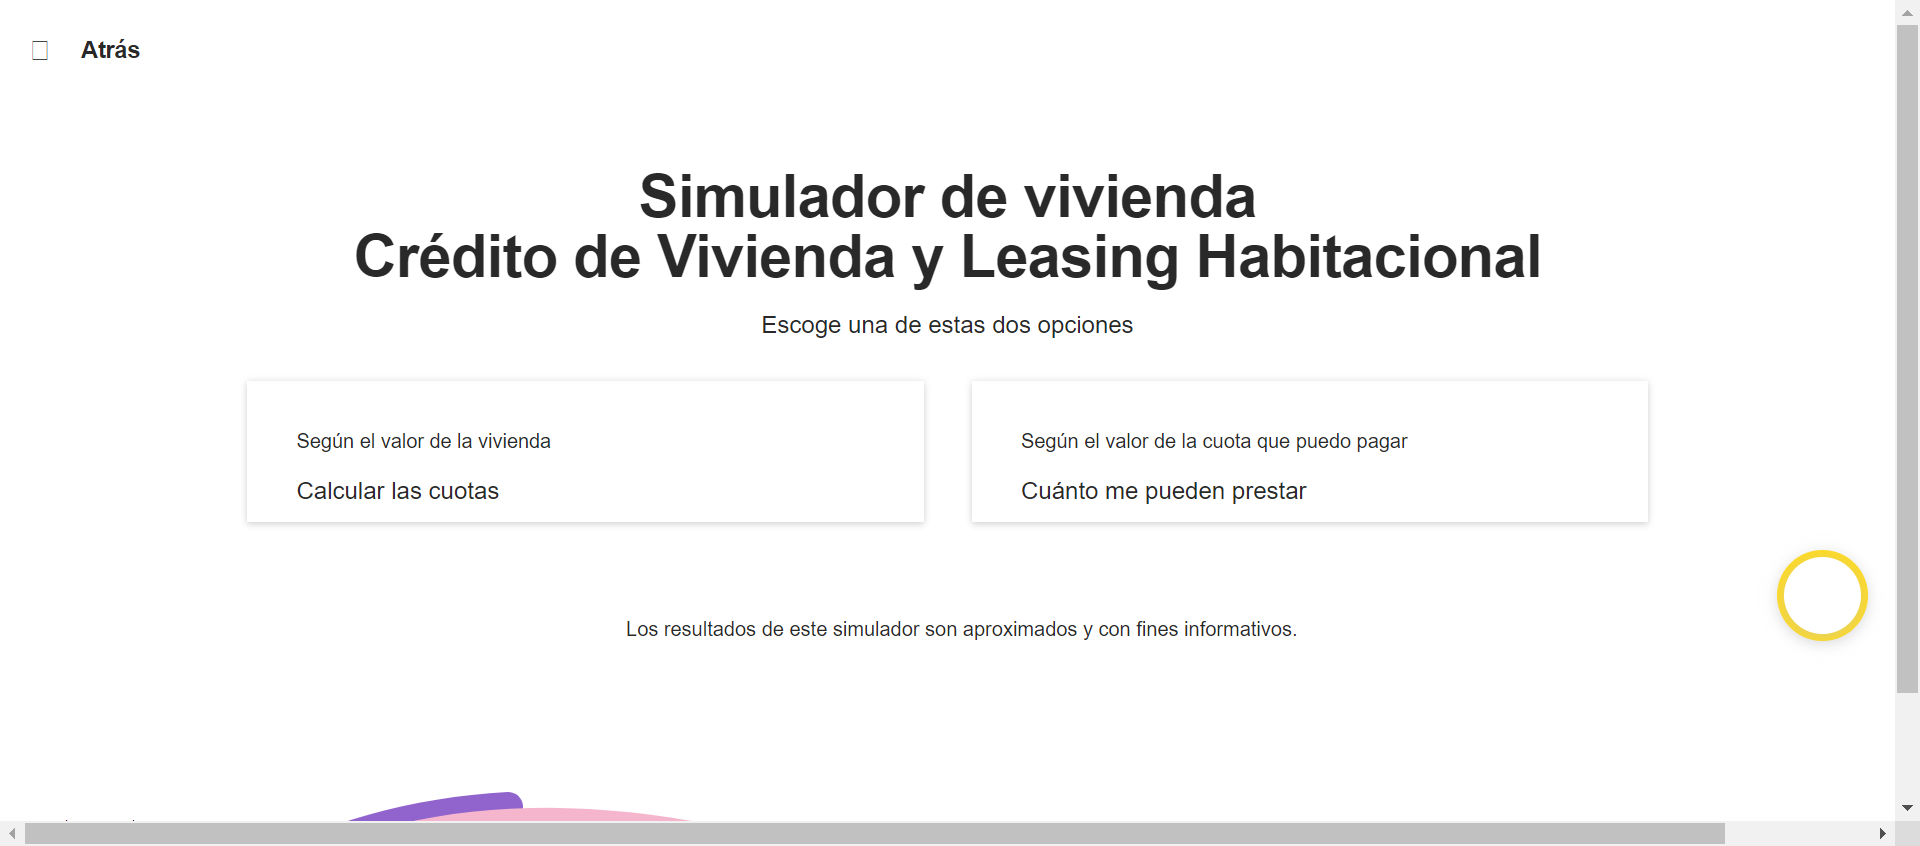 Atrás
Simulador de vivienda
Crédito de Vivienda y Leasing Habitacional
Escoge una de estas dos opciones
Según el valor de la vivienda
Calcular las cuotas
Según el valor de la cuota que puedo pagar
Cuánto me pueden prestar
Los resultados de este simulador son aproximados y con fines informativos.